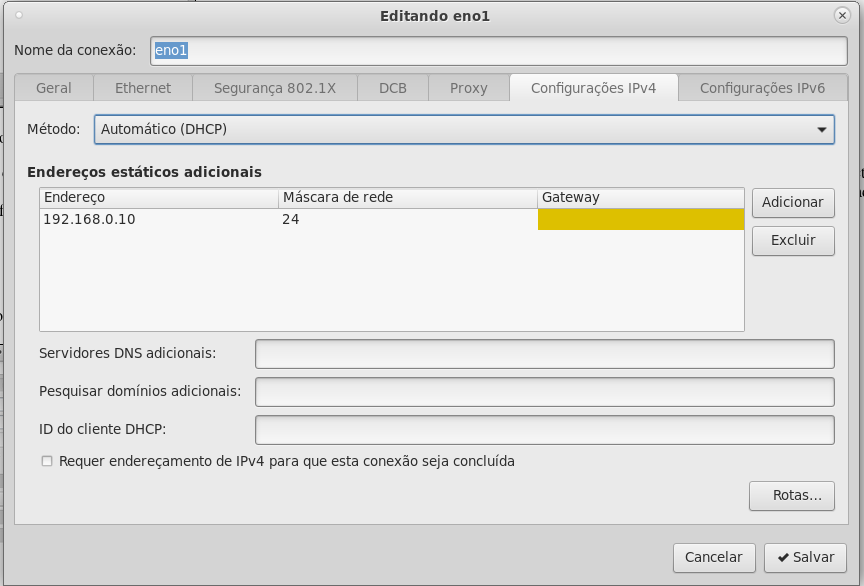 Editando eno1
Nome da conexão: eno1
Geral Ethernet Segurança 802.1X DCB Proxy Configurações IPv4 Configurações IPv6
Método: Automático (DHCP)
Endereços estáticos adicionais
Endereço Máscara de rede Gateway
192.168.0.10 24
Adicionar
Excluir
Servidores DNS adicionais:
Pesquisar domínios adicionais:
ID do cliente DHCP:
Requer endereçamento de IPv4 para que esta conexão seja concluída
Rotas...
Cancelar Salvar